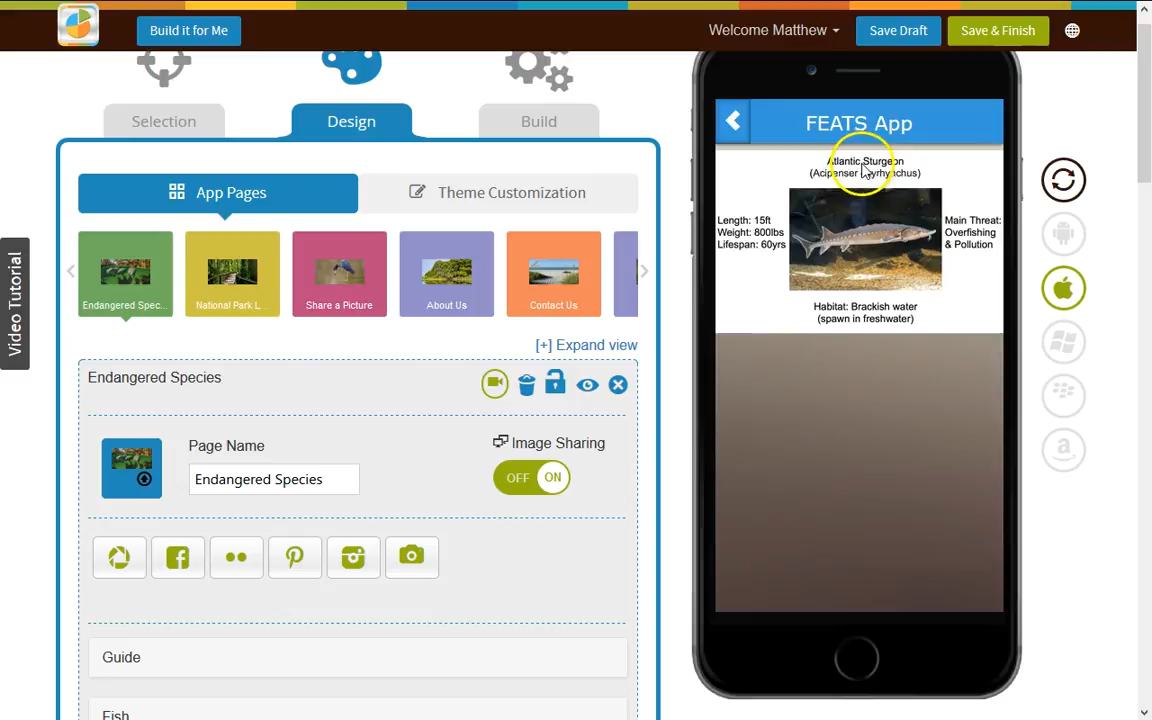 Build it for Me
Welcome Matthew
Save Draft
Save & Finish
Selection
Design
Build
App Pages
Theme Customization
Endangered Spec...
National Park L...
Share a Picture
About Us
Contact Us
Video Tutorial
[+] Expand view
Endangered Species
Page Name
Image Sharing
Endangered Species
OFF
ON
Guide
Fish
FEATS App
Atlantic Sturgeon
(Acipenser
Length: 15ft
Weight: 800lbs
Lifespan: 60yrs
Main Threat:
Overfishing
& Pollution
Habitat: Brackish water
(spawn in freshwater)